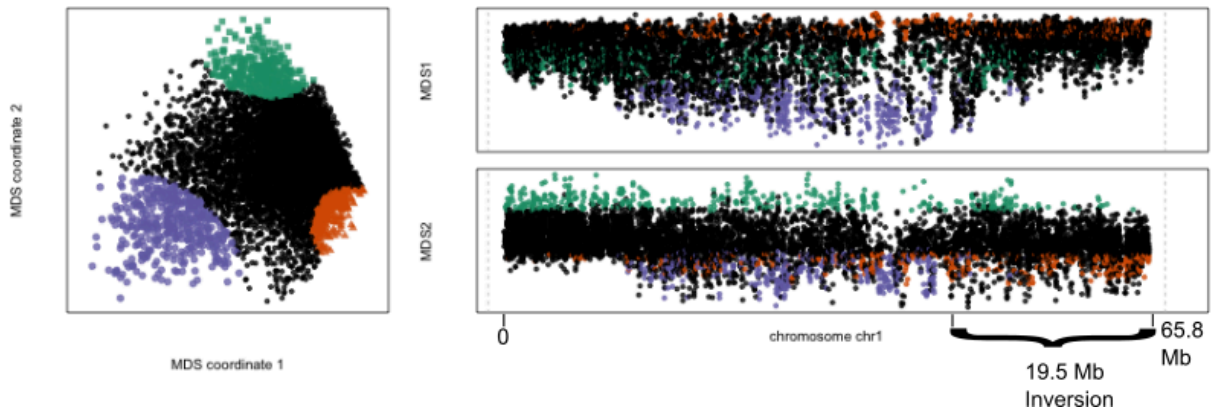 MDS coordinate 2
MDS coordinate 1
MDS1
MDS2
0
chromosome chr1
65.8
Mb
19.5 Mb
Inversion